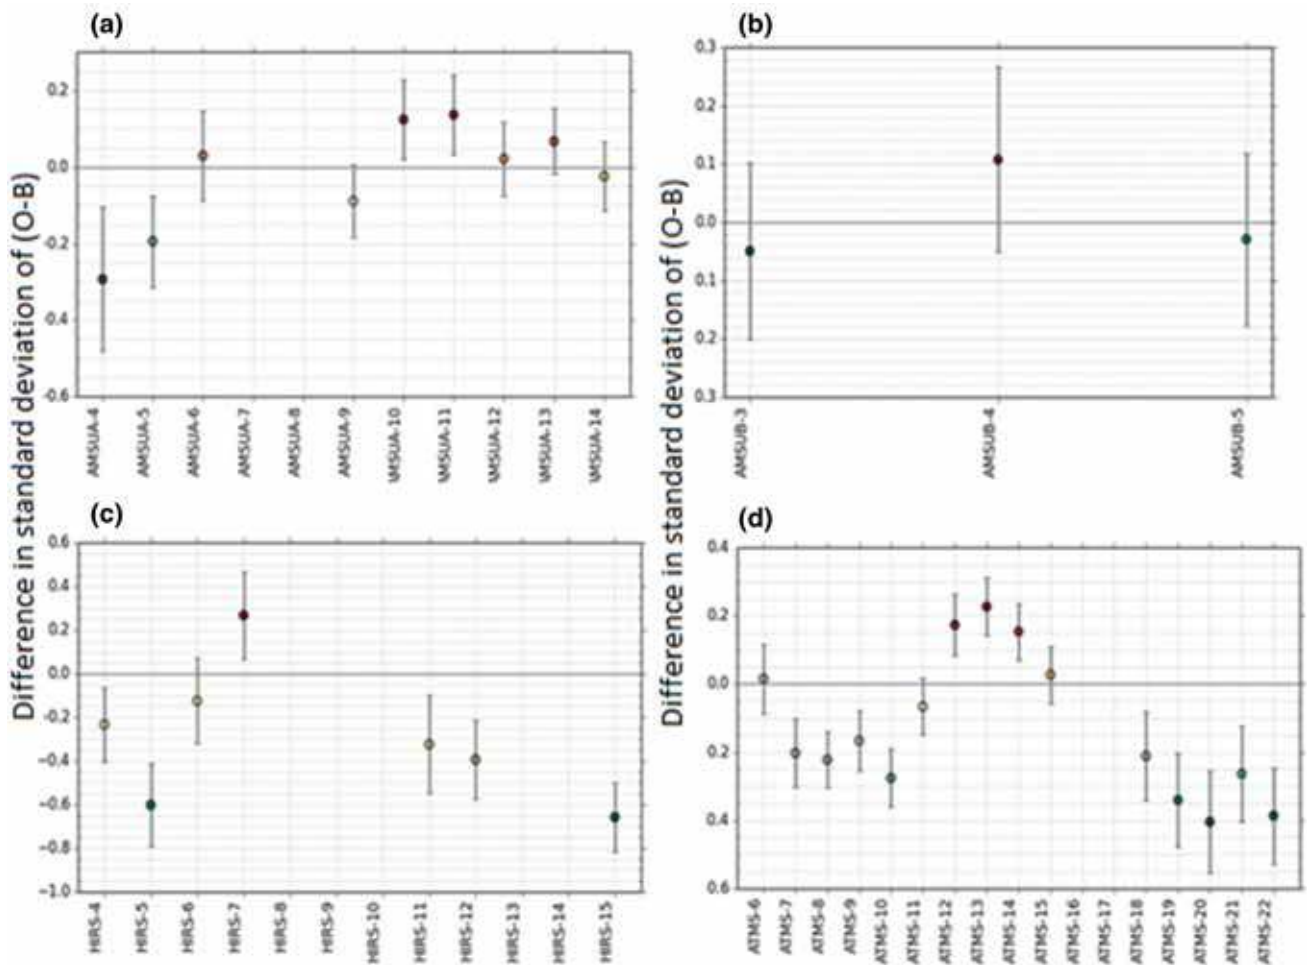 (a)
Difference in standard deviation of (O-B)
0.2
0.0
-0.2
-0.4
-0.6
AMSUA-4
AMSUA-5
AMSUA-6
AMSUA-7
AMSUA-8
AMSUA-9
AMSUA-10
AMSUA-11
AMSUA-12
AMSUA-13
AMSUA-14
(b)
Difference in standard deviation of (O-B)
0.3
0.2
0.1
0.0
0.1
0.2
0.3
AMSUB-3
AMSUB-4
AMSUB-5
(c)
0.6
0.4
0.2
0.0
-0.2
-0.4
-0.6
-0.8
-1.0
HIRS-4
HIRS-5
HIRS-6
HIRS-7
HIRS-8
HIRS-9
HIRS-10
HIRS-11
HIRS-12
HIRS-13
HIRS-14
HIRS-15
(d)
0.4
0.2
0.0
0.2
0.4
0.6
ATMS-6
ATMS-7
ATMS-8
ATMS-9
ATMS-10
ATMS-11
ATMS-12
ATMS-13
ATMS-14
ATMS-15
ATMS-16
ATMS-17
ATMS-18
ATMS-19
ATMS-20
ATMS-21
ATMS-22